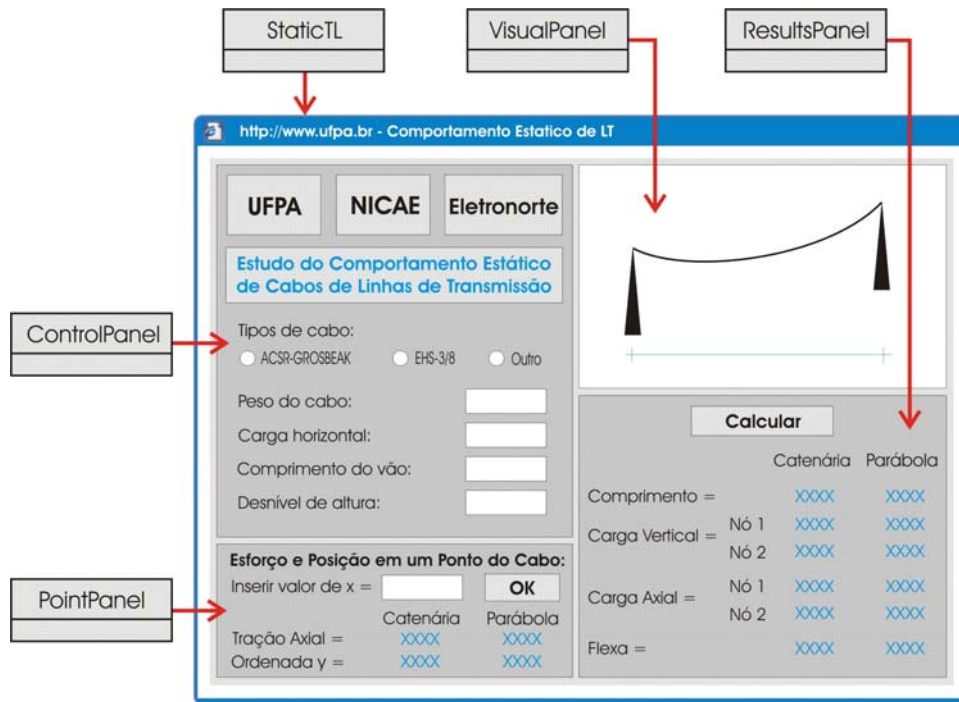 StaticTL
VisualPanel
ResultsPanel
http://www.ufpa.br - Comportamento Estatico de LT
UFPA
NICAE
Eletronorte
Estudo do Comportamento Estático
de Cabos de Linhas de Transmissão
ControlPanel
Tipos de cabo:
ACSR-GROSBEAK
EHS-3/8
Outro
Peso do cabo:
Carga horizontal:
Comprimento do vão:
Desnível de altura:
PointPanel
Esforço e Posição em um Ponto do Cabo:
Inserir valor de x =
OK
Catenária Parábola
Tração Axial = XXXX XXXX
Ordenada y = XXXX XXXX
Calcular
Catenária Parábola
Comprimento = XXXX XXXX
Carga Vertical =
Nó 1 XXXX XXXX
Nó 2 XXXX XXXX
Carga Axial =
Nó 1 XXXX XXXX
Nó 2 XXXX XXXX
Flexa = XXXX XXXX